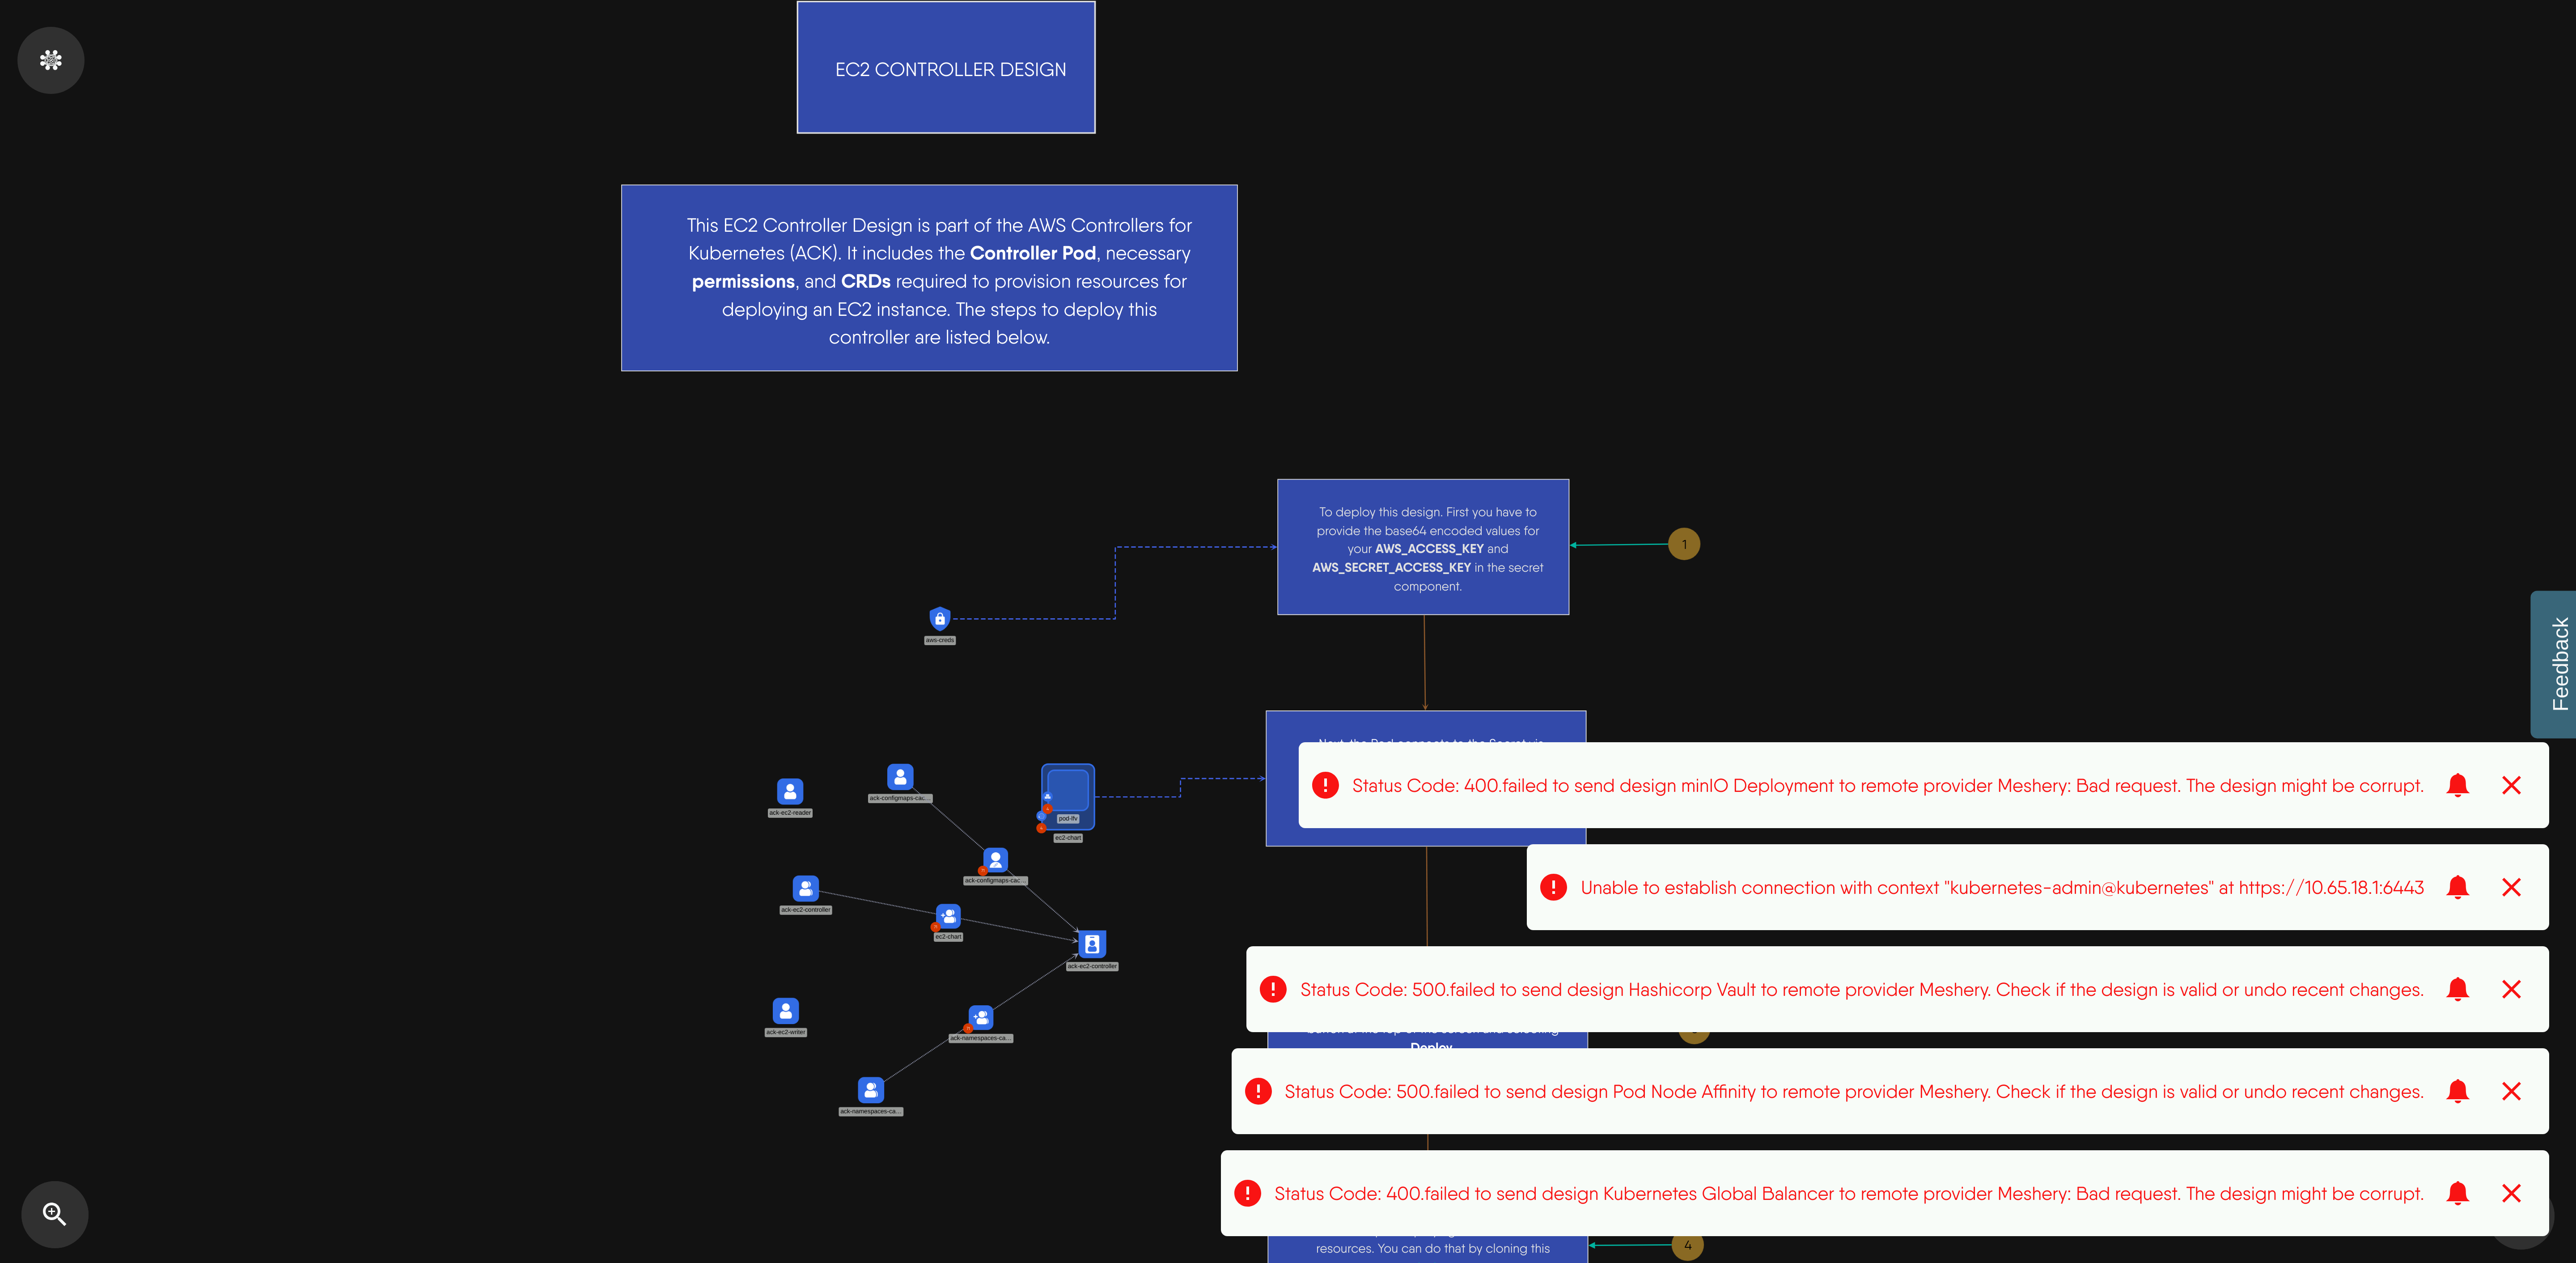 EC2 CONTROLLER DESIGN
This EC2 Controller Design is part of the AWS Controllers for
Kubernetes (ACK). It includes the Controller Pod, necessary
permissions, and CRDs required to provision resources for
deploying an EC2 instance. The steps to deploy this
controller are listed below.
To deploy this design. First you have to
provide the base64 encoded values for
your AWS_ACCESS_KEY and
AWS_SECRET_ACCESS_KEY in the secret
component.
1
aws-creds
Feedback
Next, the Pod connects to the Secret via
Status Code: 400.failed to send design minIO Deployment to remote provider Meshery: Bad request. The design might be corrupt.
ack-configmaps-cac...
ack-ec2-reader
pod-lfv
ec2-chart
ack-configmaps-cac...
Unable to establish connection with context "kubernetes-admin@kubernetes" at https://10.65.18.1:6443
ack-ec2-controller
ec2-chart
ack-ec2-controller
Status Code: 500.failed to send design Hashicorp Vault to remote provider Meshery. Check if the design is valid or undo recent changes.
ack-ec2-writer
ack-namespaces-ca...
Deploy
Status Code: 500.failed to send design Pod Node Affinity to remote provider Meshery. Check if the design is valid or undo recent changes.
ack-namespaces-ca...
Status Code: 400.failed to send design Kubernetes Global Balancer to remote provider Meshery: Bad request. The design might be corrupt.
resources. You can do that by cloning this
4